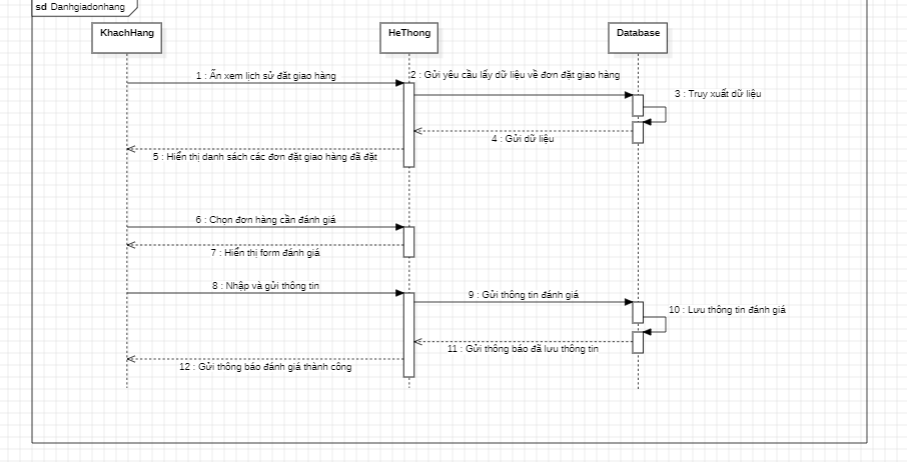 sd Danhgiadonhang
KhachHang
HeThong
Database
1 : Ấn xem lịch sử đặt giao hàng
2 : Gửi yêu cầu lấy dữ liệu về đơn đặt giao hàng
3 : Truy xuất dữ liệu
4 : Gửi dữ liệu
5 : Hiển thị danh sách các đơn đặt giao hàng đã đặt
6 : Chọn đơn hàng cần đánh giá
7 : Hiển thị form đánh giá
8 : Nhập và gửi thông tin
9 : Gửi thông tin đánh giá
10 : Lưu thông tin đánh giá
11 : Gửi thông báo đã lưu thông tin
12 : Gửi thông báo đánh giá thành công